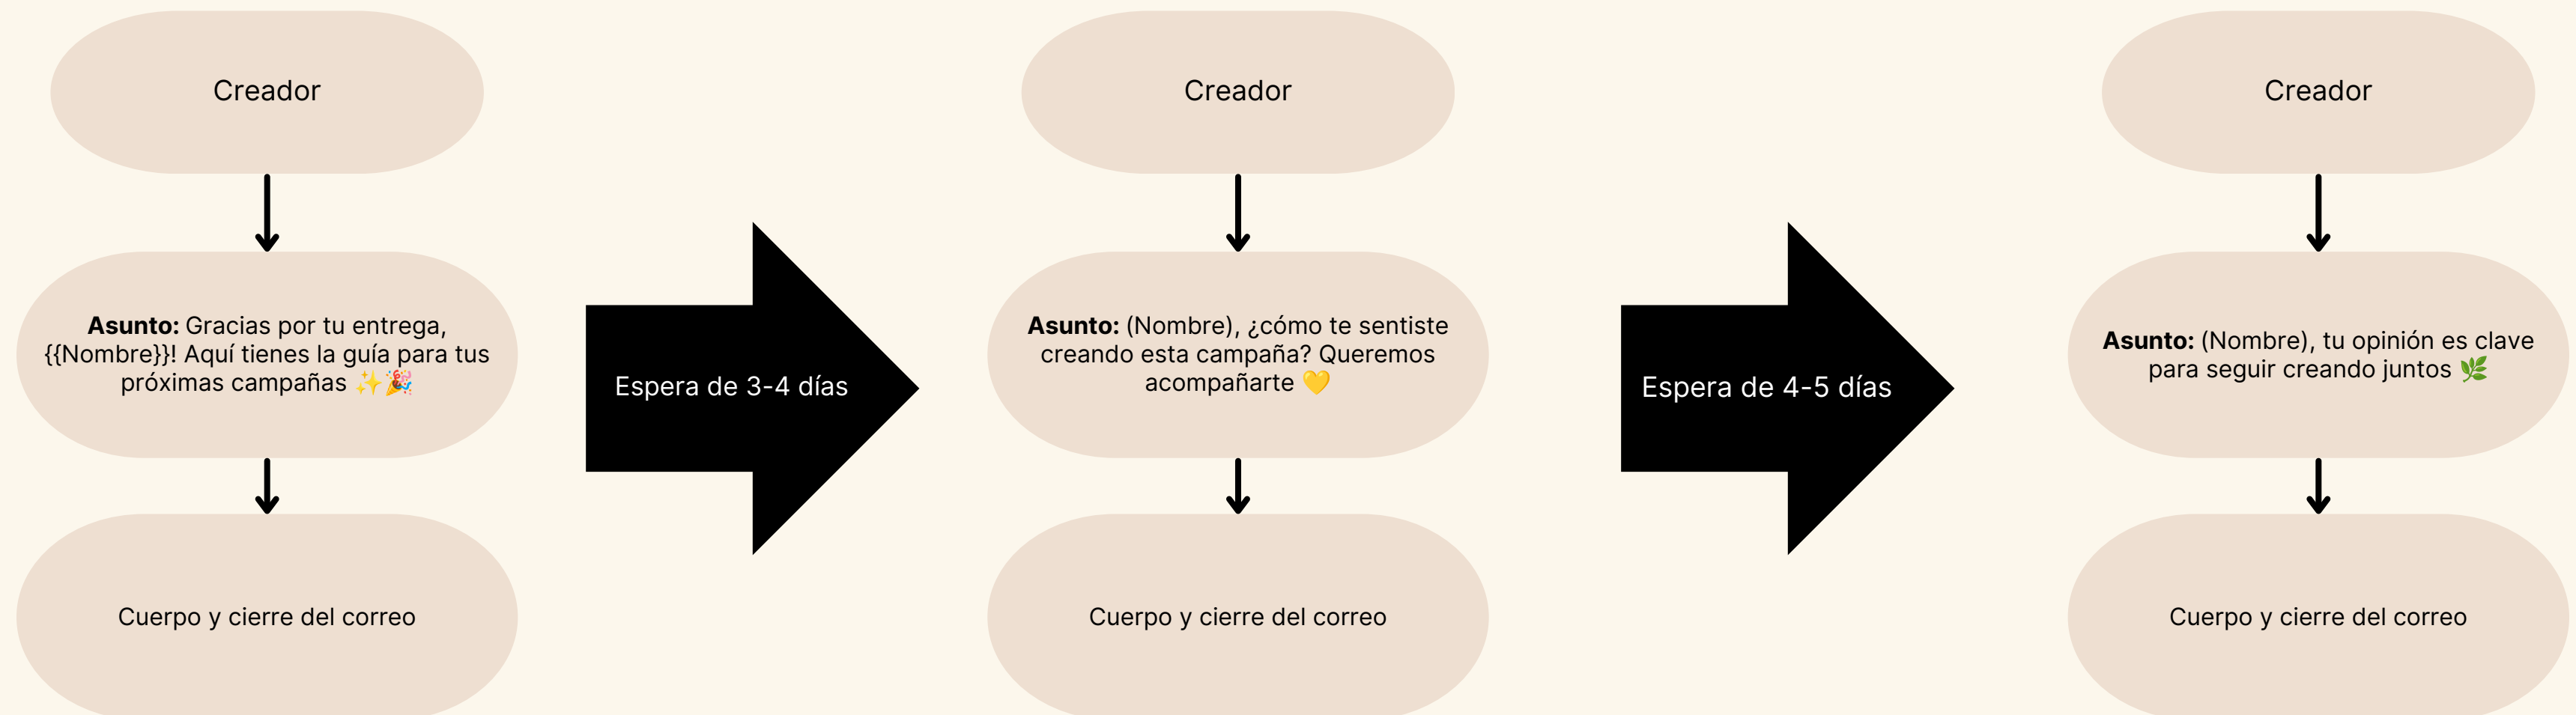 Creador
Asunto: Gracias por tu entrega,
{{Nombre}}! Aquí tienes la guía para tus
próximas campañas ✨🎉
Cuerpo y cierre del correo
Espera de 3-4 días
Creador
Asunto: (Nombre), ¿cómo te sentiste
creando esta campaña? Queremos
acompañarte 💛
Cuerpo y cierre del correo
Espera de 4-5 días
Creador
Asunto: (Nombre), tu opinión es clave
para seguir creando juntos 🌿
Cuerpo y cierre del correo